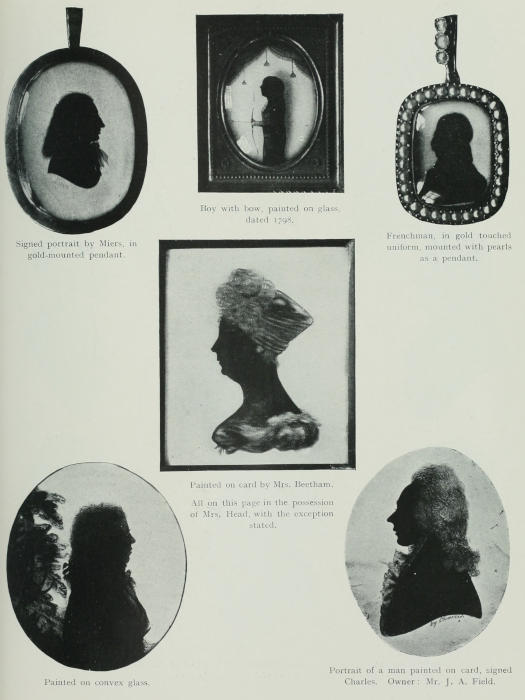 Signed portrait by Miers, in
gold-mounted pendant.
Boy with bow, painted on glass,
dated 1798.
Frenchman, in gold touched
uniform, mounted with pearls
as a pendant.
Painted on card by Mrs. Beetham.
All on this page in the possession
of Mrs. Head, with the exception
stated.
Painted on convex glass.
Portrait of a man painted on card, signed
Charles. Owner: Mr. J. A. Field.